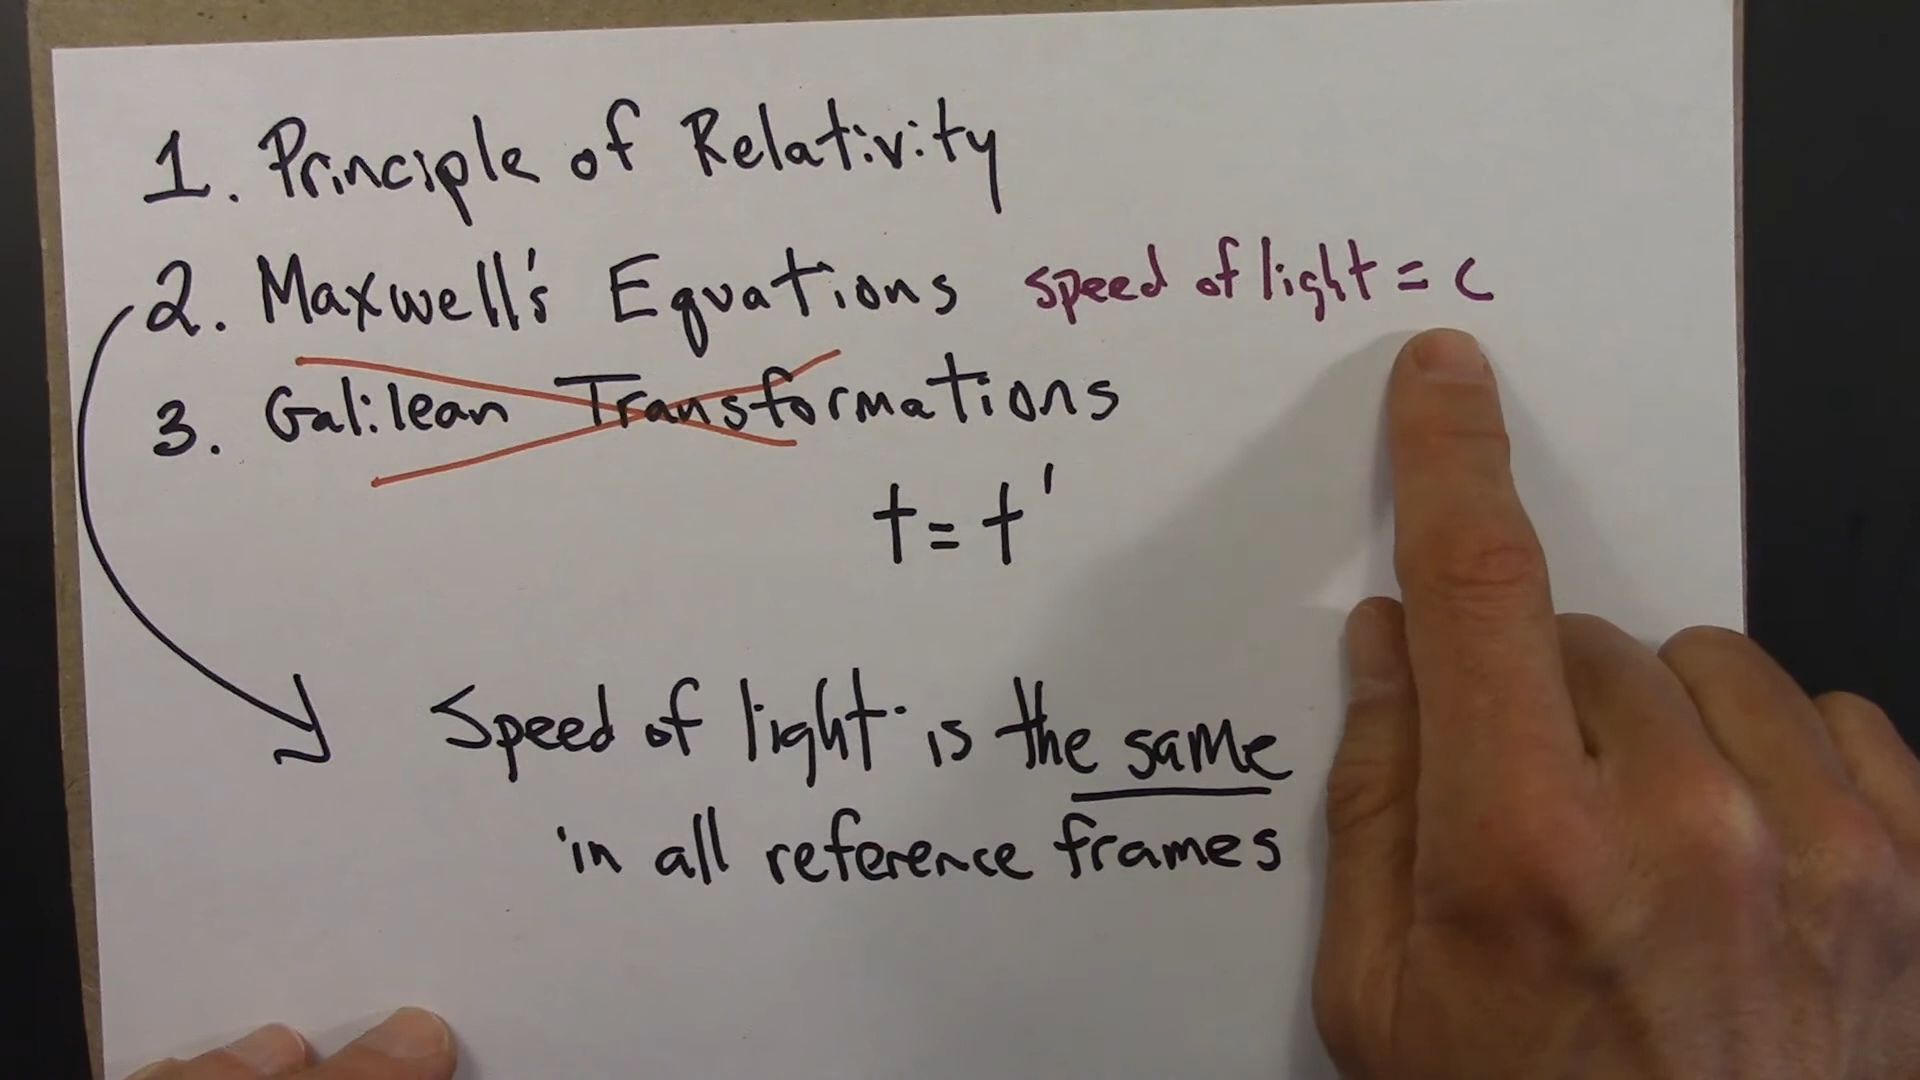 1. Principle of Relativity
2. Maxwell's Equations speed of light = c
3. Galilean Transformations
t = t'
Speed of light is the same
in all reference frames